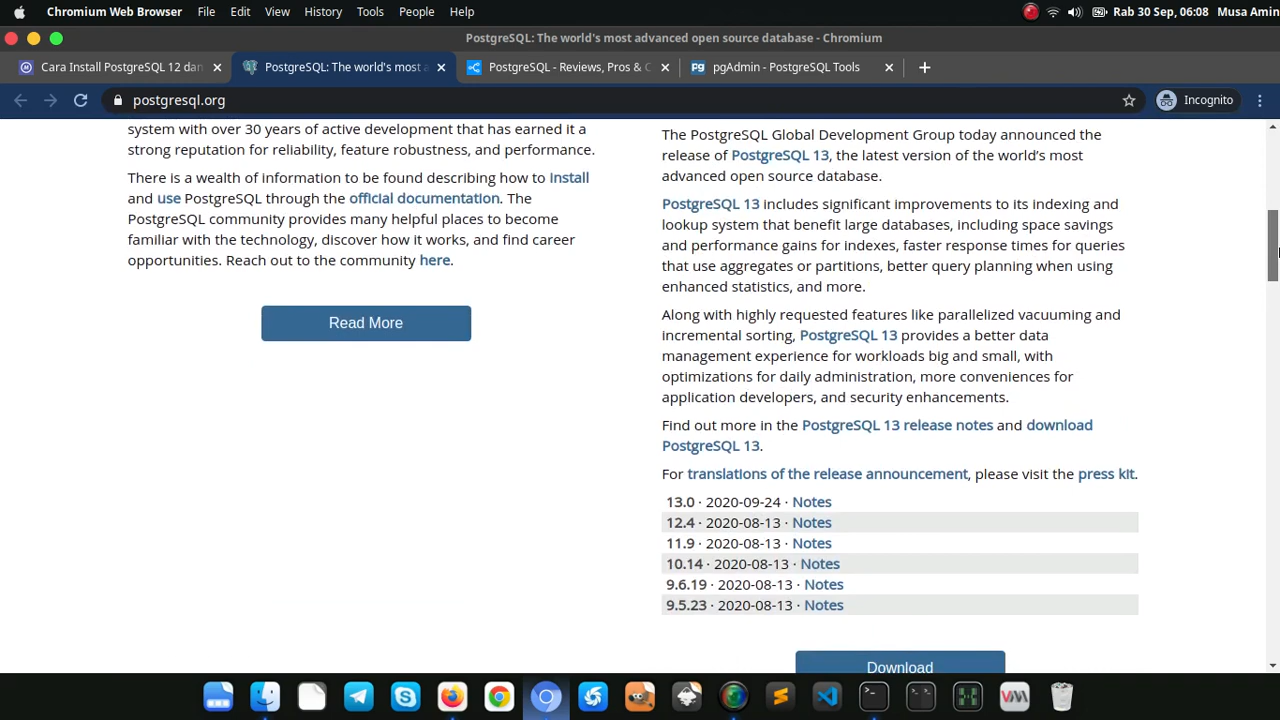 Chromium Web Browser File Edit View History Tools People Help Rab 30 Sep, 06:08 Musa Amin
PostgreSQL: The world's most advanced open source database - Chromium
Cara Install PostgreSQL 12 dan
PostgreSQL: The world's most a
PostgreSQL - Reviews, Pros & C
pgAdmin - PostgreSQL Tools
postgresql.org
Incognito
system with over 30 years of active development that has earned it a
strong reputation for reliability, feature robustness, and performance.
There is a wealth of information to be found describing how to install
and use PostgreSQL through the official documentation. The
PostgreSQL community provides many helpful places to become
familiar with the technology, discover how it works, and find career
opportunities. Reach out to the community here.
Read More
The PostgreSQL Global Development Group today announced the
release of PostgreSQL 13, the latest version of the world’s most
advanced open source database.
PostgreSQL 13 includes significant improvements to its indexing and
lookup system that benefit large databases, including space savings
and performance gains for indexes, faster response times for queries
that use aggregates or partitions, better query planning when using
enhanced statistics, and more.
Along with highly requested features like parallelized vacuuming and
incremental sorting, PostgreSQL 13 provides a better data
management experience for workloads big and small, with
optimizations for daily administration, more conveniences for
application developers, and security enhancements.
Find out more in the PostgreSQL 13 release notes and download
PostgreSQL 13.
For translations of the release announcement, please visit the press kit.
13.0 · 2020-09-24 · Notes
12.4 · 2020-08-13 · Notes
11.9 · 2020-08-13 · Notes
10.14 · 2020-08-13 · Notes
9.6.19 · 2020-08-13 · Notes
9.5.23 · 2020-08-13 · Notes
Download